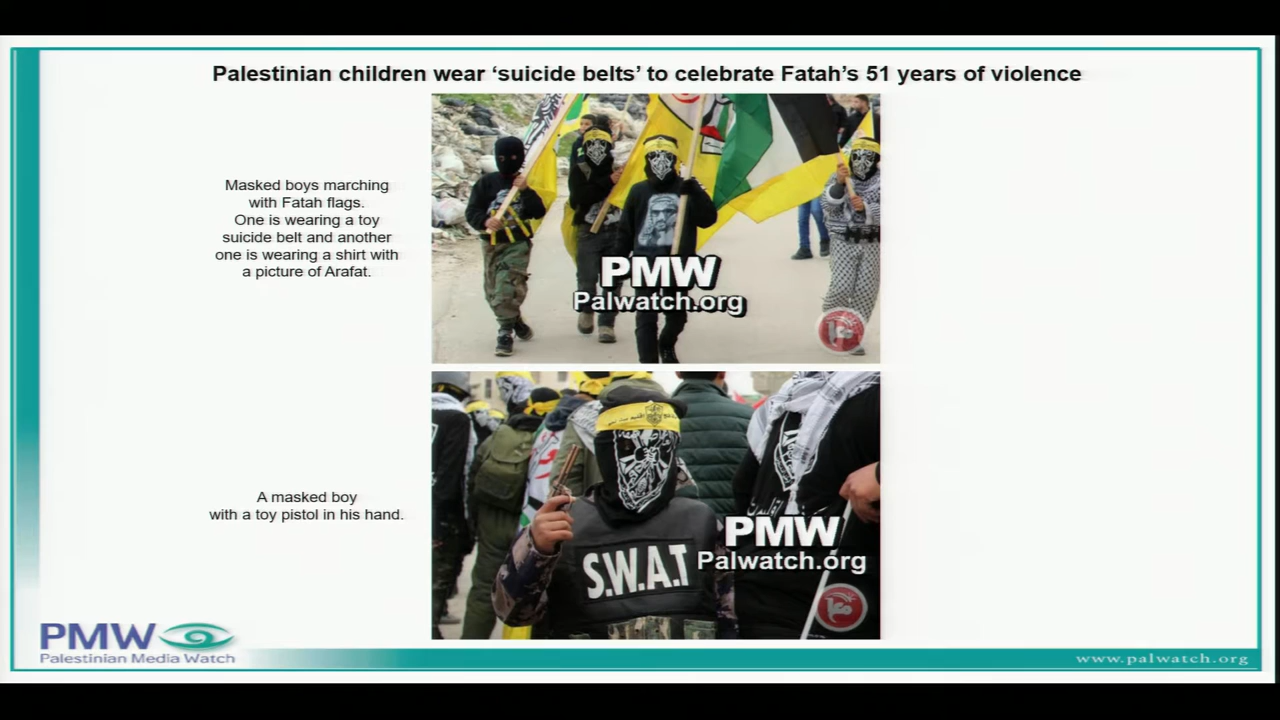 Palestinian children wear ‘suicide belts’ to celebrate Fatah’s 51 years of violence
Masked boys marching
with Fatah flags.
One is wearing a toy
suicide belt and another
one is wearing a shirt with
a picture of Arafat.
PMW
Palwatch.org
A masked boy
with a toy pistol in his hand.
S.W.A.T
PMW
Palwatch.org
PMW
Palestinian Media Watch
www.palwatch.org